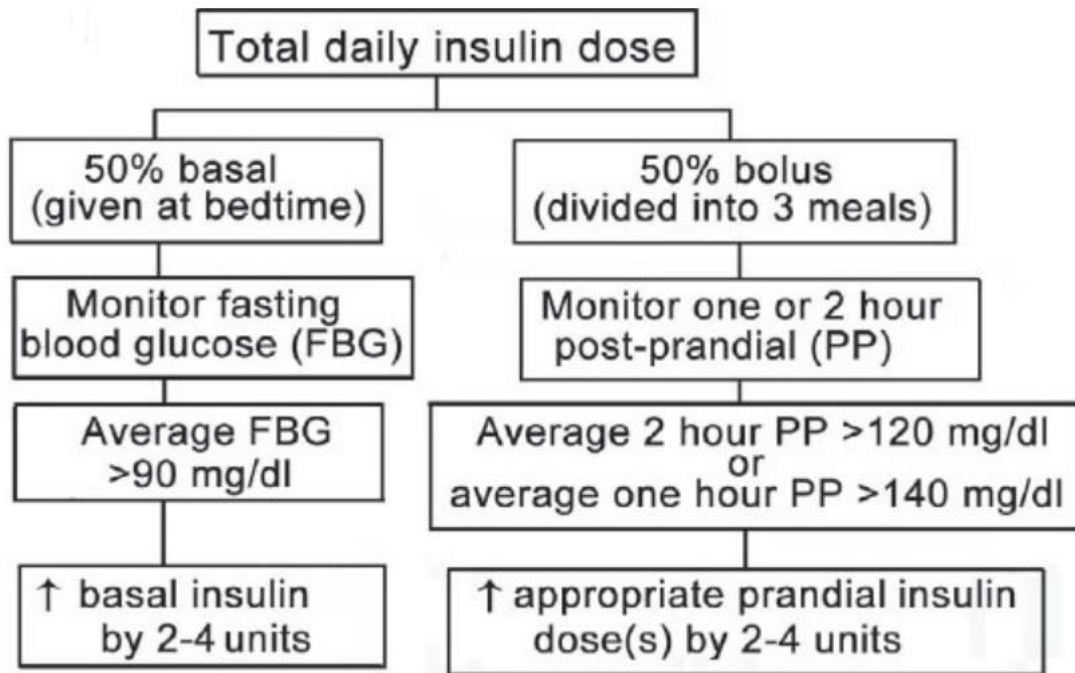 Total daily insulin dose
50% basal
(given at bedtime)
50% bolus
(divided into 3 meals)
Monitor fasting
blood glucose (FBG)
Monitor one or 2 hour
post-prandial (PP)
Average FBG
>90 mg/dl
Average 2 hour PP >120 mg/dl
or
average one hour PP >140 mg/dl
↑ basal insulin
by 2-4 units
↑ appropriate prandial insulin
dose(s) by 2-4 units